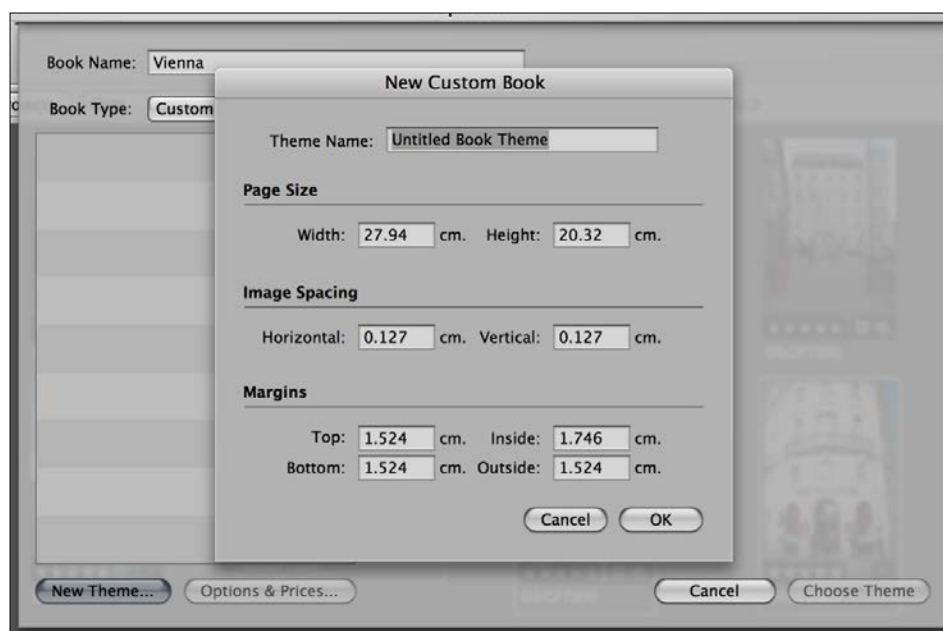 Book Name: Vienna
New Custom Book
Book Type: Custom
Theme Name: Untitled Book Theme
Page Size
Width: 27.94 cm. Height: 20.32 cm.
Image Spacing
Horizontal: 0.127 cm. Vertical: 0.127 cm.
Margins
Top: 1.524 cm. Inside: 1.746 cm.
Bottom: 1.524 cm. Outside: 1.524 cm.
Cancel OK
New Theme... Options & Prices... Cancel Choose Theme